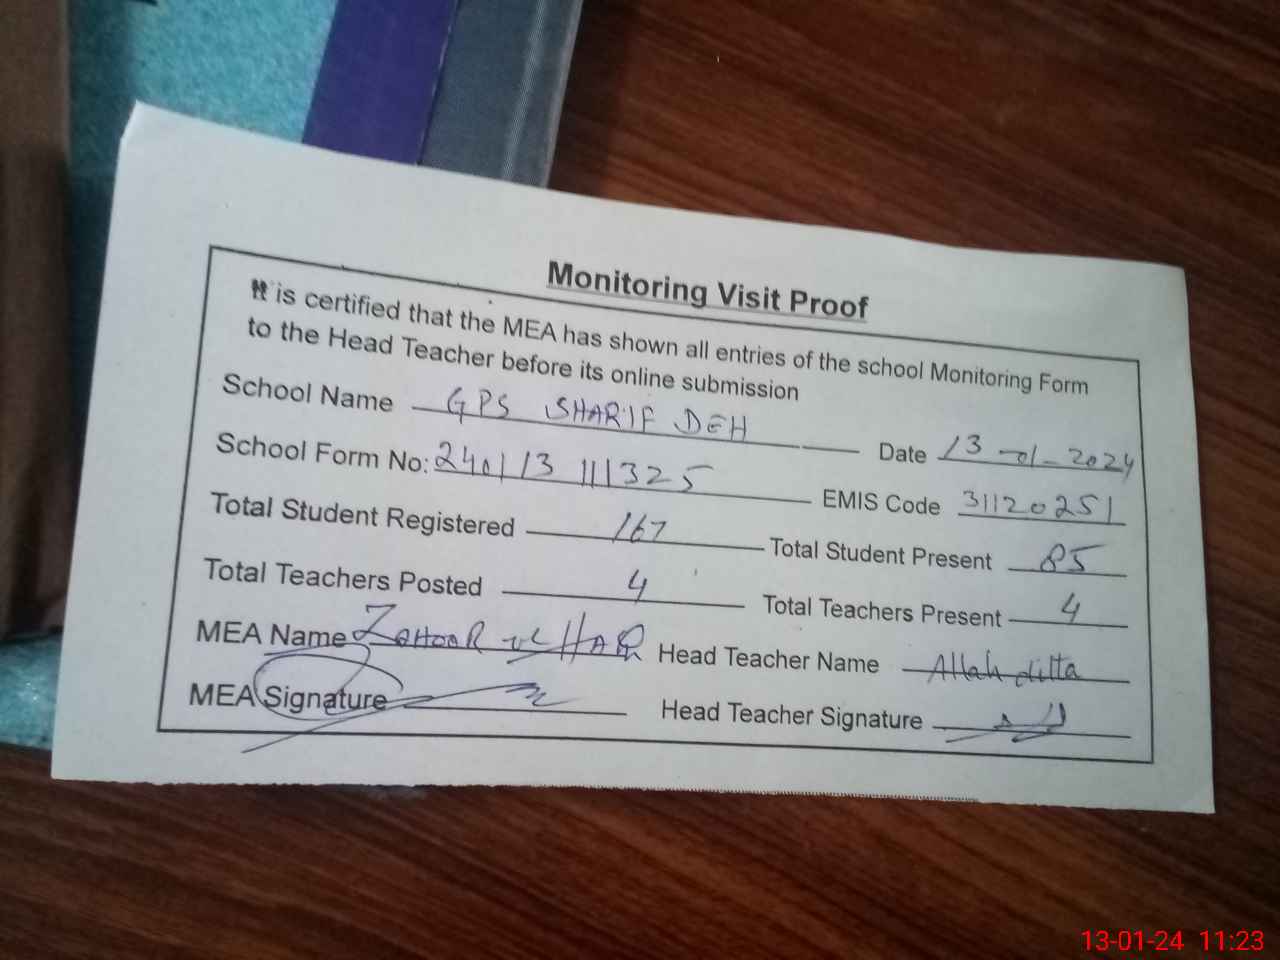 Monitoring Visit Proof
It is certified that the MEA has shown all entries of the school Monitoring Form
to the Head Teacher before its online submission
School Name GPS SHARIF DEH Date 13-01-2024
School Form No: 240113 111325 EMIS Code 31120251
Total Student Registered 167 Total Student Present 85
Total Teachers Posted 4 Total Teachers Present 4
MEA Name ZAHOOR UL HAQ Head Teacher Name Allah ditta
MEA Signature Head Teacher Signature
13-01-24 11:23